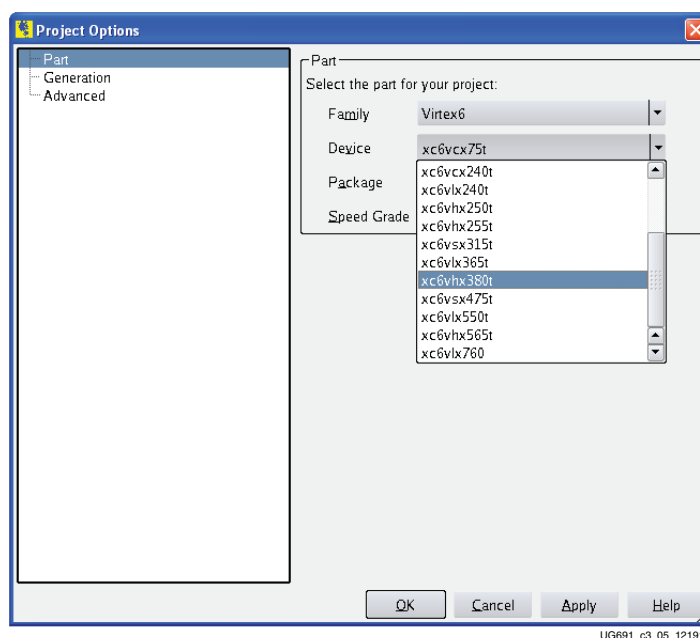 Project Options
Part
Generation
Advanced
Part
Select the part for your project:
Family
Virtex6
Device
xc6vcx75t
Package
Speed Grade
xc6vcx240t
xc6vlx240t
xc6vhx250t
xc6vhx255t
xc6vsx315t
xc6vlx365t
xc6vhx380t
xc6vsx475t
xc6vlx550t
xc6vhx565t
xc6vlx760
OK
Cancel
Apply
Help
UG691_c3_05_1219